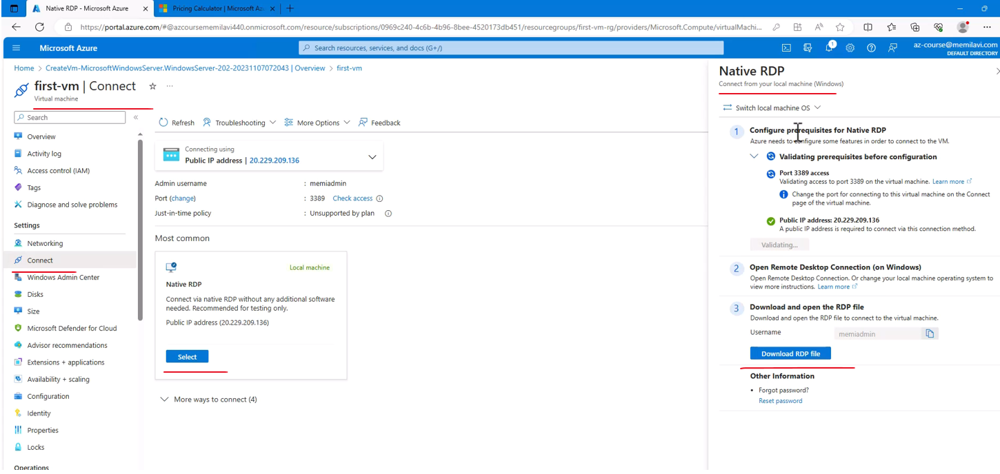 Native RDP - Microsoft Azure
Pricing Calculator | Microsoft Az
https://portal.azure.com/#@azcoursememilavi440.onmicrosoft.com/resource/subscriptions/0969c240-4c6b-4b96-8bee-4520173db451/resourcegroups/first-vm-rg/providers/Microsoft.Compute/virtualMachi...
Microsoft Azure
Search resources, services, and docs (G+/)
1
az-course@memilavi.com
DEFAULT DIRECTORY
Home > CreateVm-MicrosoftWindowsServer.WindowsServer-202-20231107072043 | Overview > first-vm
first-vm | Connect
Virtual machine
Search
Overview
Activity log
Access control (IAM)
Tags
Diagnose and solve problems
Settings
Networking
Connect
Windows Admin Center
Disks
Size
Microsoft Defender for Cloud
Advisor recommendations
Extensions + applications
Availability + scaling
Configuration
Identity
Properties
Locks
Operations
Refresh Troubleshooting More Options Feedback
Connecting using
Public IP address | 20.229.209.136
Admin username : memiadmin
Port (change) : 3389 Check access
Just-in-time policy : Unsupported by plan
Most common
Local machine
Native RDP
Connect via native RDP without any additional software
needed. Recommended for testing only.
Public IP address (20.229.209.136)
Select
More ways to connect (4)
Native RDP
Connect from your local machine (Windows)
Switch local machine OS
1 Configure prerequisites for Native RDP
Azure needs to configure some features in order to connect to the VM.
Validating prerequisites before configuration
Port 3389 access
Validating access to port 3389 on the virtual machine. Learn more
Change the port for connecting to this virtual machine on the Connect
page of the virtual machine.
Public IP address: 20.229.209.136
A public IP address is required to connect via this connection method.
Validating...
2 Open Remote Desktop Connection (on Windows)
Open Remote Desktop Connection. Or change your local machine operating system to
view more instructions. Learn more
3 Download and open the RDP file
Download and open the RDP file to connect to the virtual machine.
Username memiadmin
Download RDP file
Other Information
• Forgot password?
Reset password